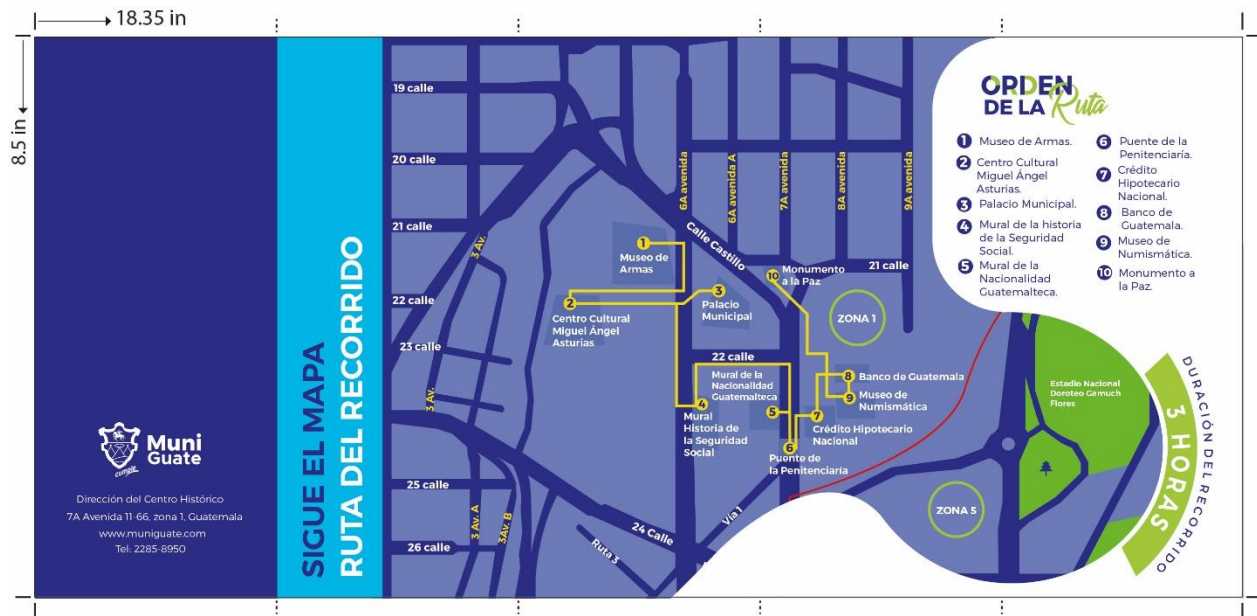 18.35 in
8.5 in
Muni
Guate
cumple
Dirección del Centro Histórico
7A Avenida 11-66, zona 1, Guatemala
www.muniguate.com
Tel: 2285-8950
SIGUE EL MAPA
RUTA DEL RECORRIDO
19 calle
20 calle
21 calle
22 calle
23 calle
25 calle
26 calle
3 Av.
3 Av.
3 Av. A
3Av. B
6A avenida
6A avenida A
7A avenida
8A avenida
9A avenida
Calle Castillo
21 calle
22 calle
24 Calle
Vía 1
Ruta 3
1
Museo de
Armas
2
Centro Cultural
Miguel Ángel
Asturias
3
Palacio
Municipal
10
Monumento
a la Paz
ZONA 1
4
Mural
Historia de
la Seguridad
Social
Mural de la
Nacionalidad
Guatemalteca
5
6
Puente de
la Penitenciaría
7
Crédito Hipotecario
Nacional
8
Banco de Guatemala
9
Museo de
Numismática
ZONA 5
Estadio Nacional
Doroteo Gamuch
Flores
ORDEN
DE LA Ruta
1 Museo de Armas.
2 Centro Cultural
Miguel Ángel
Asturias.
3 Palacio Municipal.
4 Mural de la historia
de la Seguridad
Social.
5 Mural de la
Nacionalidad
Guatemalteca.
6 Puente de la
Penitenciaría.
7 Crédito
Hipotecario
Nacional.
8 Banco de
Guatemala.
9 Museo de
Numismática.
10 Monumento a
la Paz.
DURACIÓN DEL RECORRIDO
3 HORAS